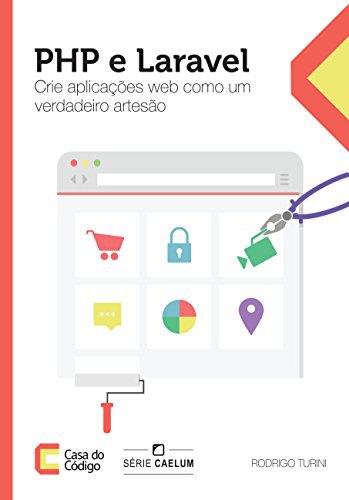 PHP e Laravel
Crie aplicações web como um
verdadeiro artesão
Casa do
Código
SÉRIE CAELUM
RODRIGO TURINI